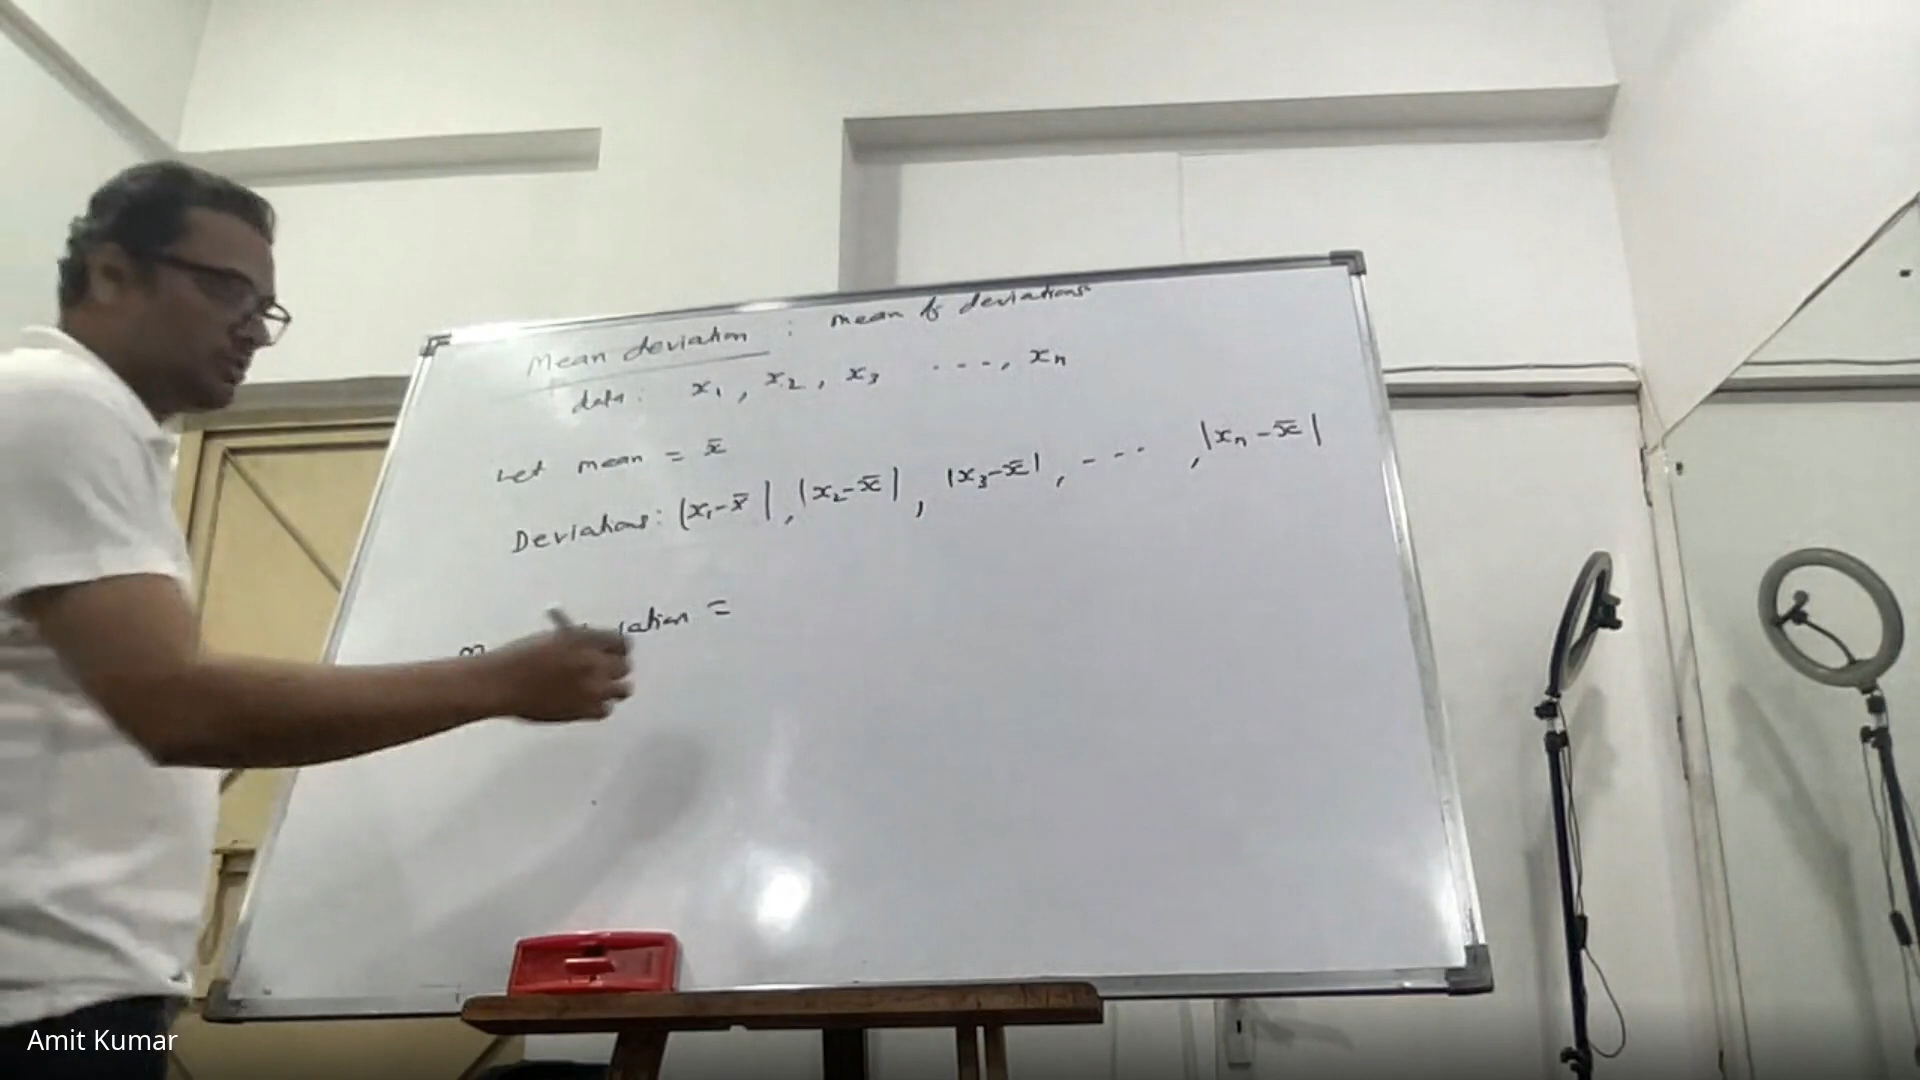 Mean deviation : mean of deviations
data : x₁, x₂, x₃ ..., xₙ
Let mean = x̄
Deviations: |x₁-x̄|, |x₂-x̄|, |x₃-x̄|, ---, |xₙ-x̄|
=
Amit Kumar